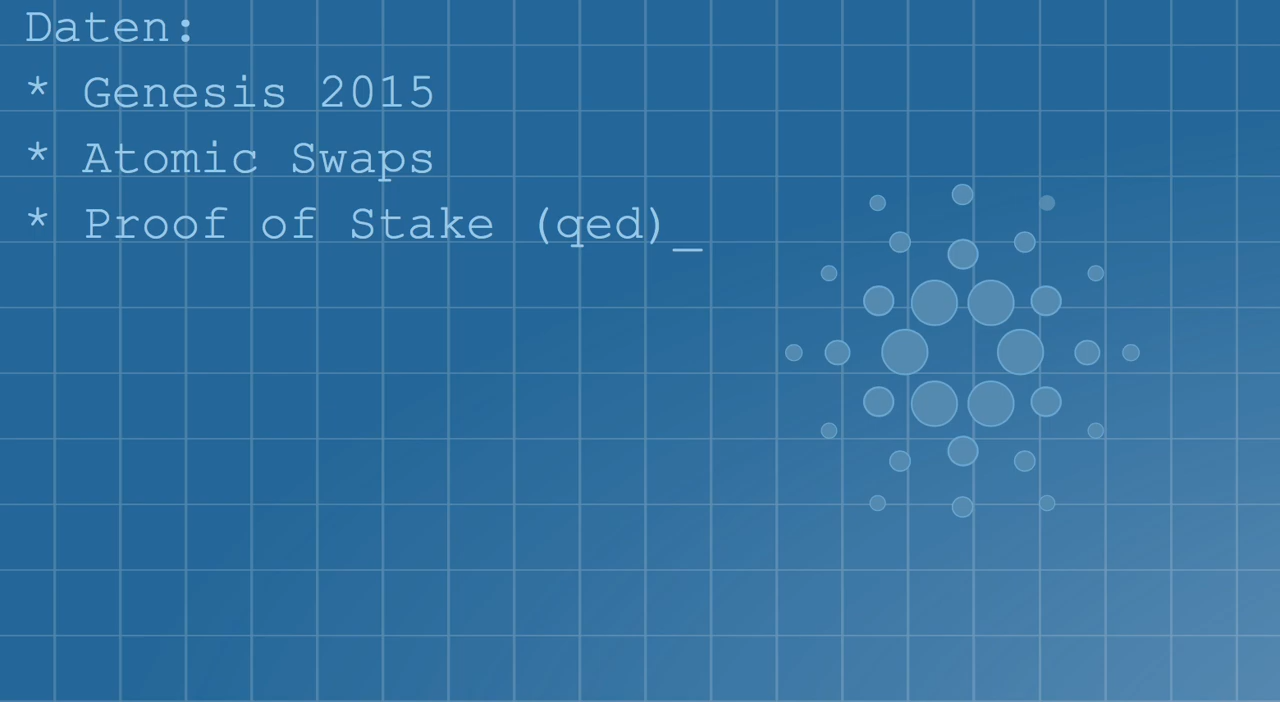 Daten:
* Genesis 2015
* Atomic Swaps
* Proof of Stake (qed)_